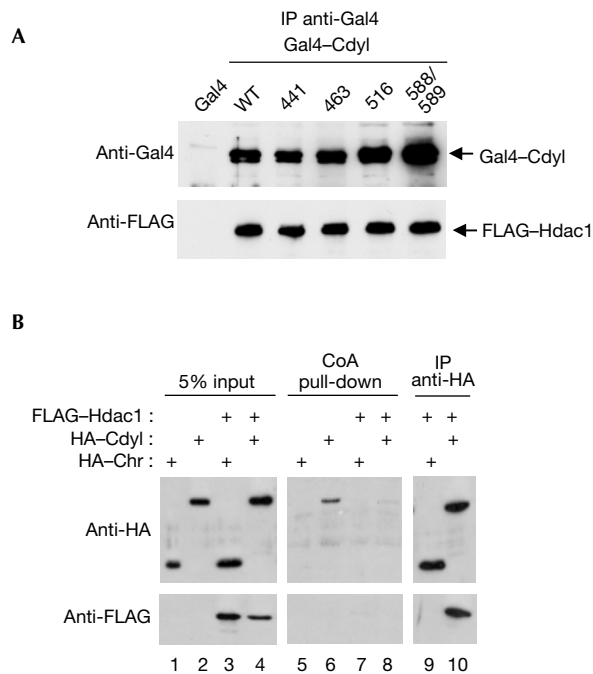 A
IP anti-Gal4
Gal4–Cdyl
Gal4 WT 441 463 516 588/589
Anti-Gal4 Gal4–Cdyl
Anti-FLAG FLAG–Hdac1
B
5% input CoA pull-down IP anti-HA
FLAG–Hdac1 : + + + + + +
HA–Cdyl : + + + + +
HA–Chr : + + + + +
Anti-HA
Anti-FLAG
1 2 3 4 5 6 7 8 9 10